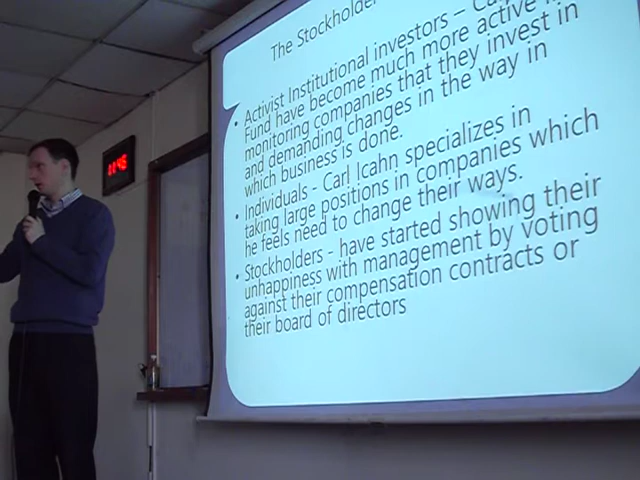 The Stockholder
• Activist Institutional investors –
Fund have become much more active
monitoring companies that they invest in
and demanding changes in the way in
which business is done.
• Individuals - Carl Icahn specializes in
taking large positions in companies which
he feels need to change their ways.
• Stockholders - have started showing their
unhappiness with management by voting
against their compensation contracts or
their board of directors